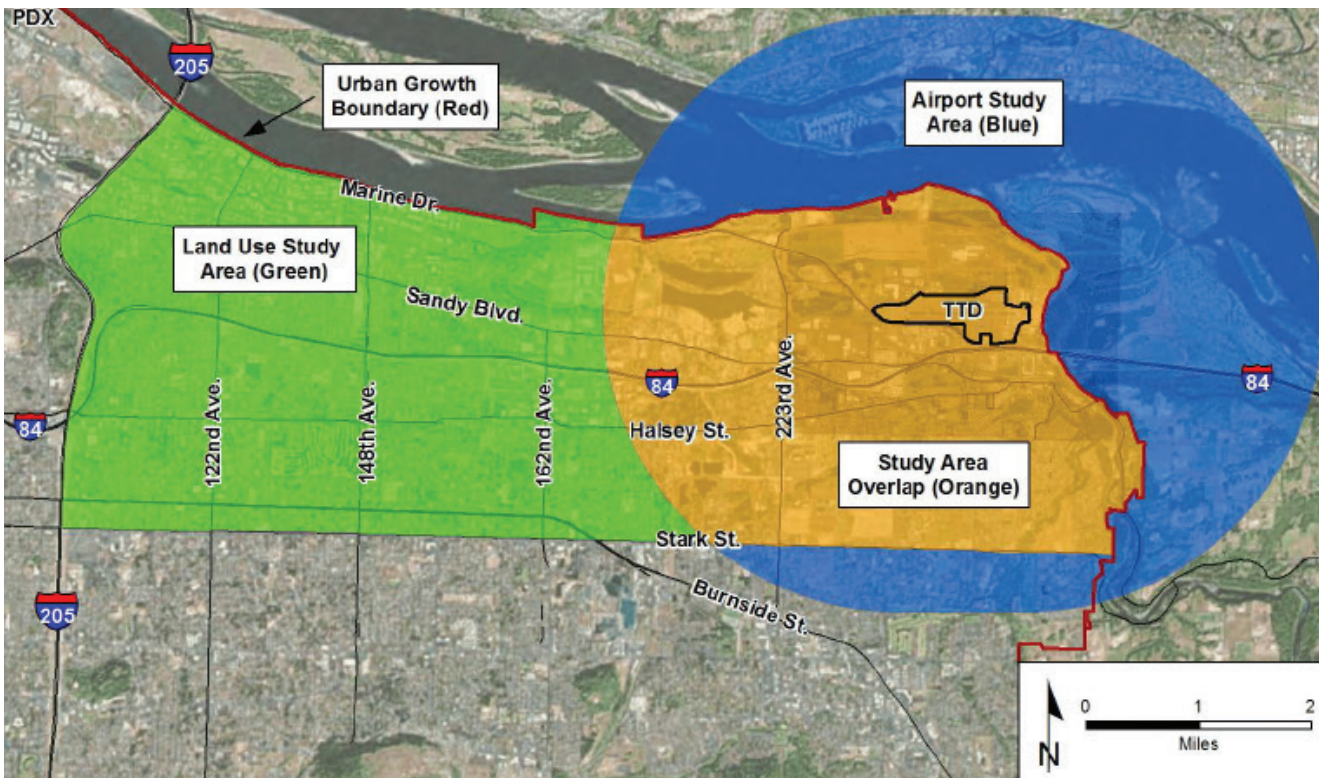 PDX
205
Urban Growth
Boundary (Red)
Airport Study
Area (Blue)
Marine Dr.
Land Use Study
Area (Green)
Sandy Blvd.
TTD
84
84
84
122nd Ave.
148th Ave.
162nd Ave.
223rd Ave.
Halsey St.
Study Area
Overlap (Orange)
Stark St.
Burnside St.
205
0 1 2
Miles
N